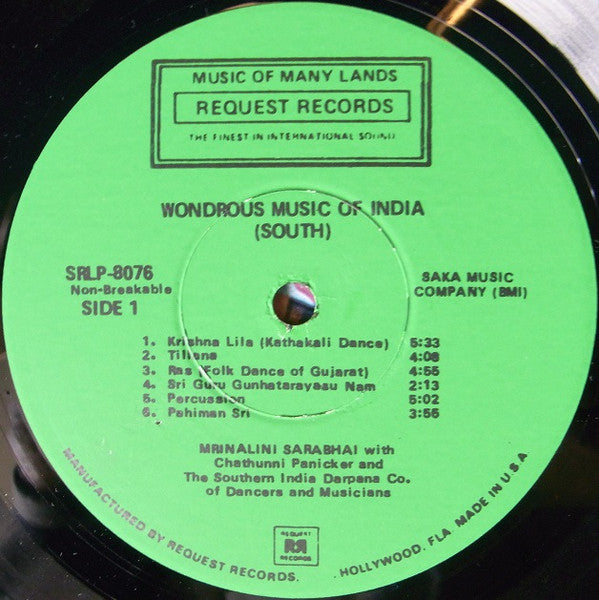 MUSIC OF MANY LANDS
REQUEST RECORDS
THE FINEST IN INTERNATIONAL SOUND
WONDROUS MUSIC OF INDIA
(SOUTH)
SRLP-8076
Non-Breakable
SIDE 1
SAKA MUSIC
COMPANY (BMI)
1. Krishna Lila (Kathakali Dance) 5:33
2. Tillana 4:08
3. Ras (Folk Dance of Gujarat) 4:55
4. Sri Guru Gunhatarayasu Nam 2:13
5. Percussion 5:02
6. Pahiman Sri 3:56
MRINALINI SARABHAI with
Chathunni Panicker and
The Southern India Darpana Co.
of Dancers and Musicians
MANUFACTURED BY REQUEST RECORDS. HOLLYWOOD. FLA. MADE IN U.S.A.
REQUEST
RR
RECORDS